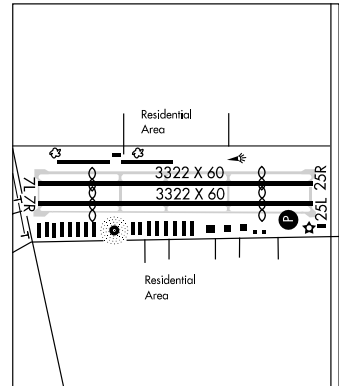 Residential
Area
3322 X 60
7L
25R
3322 X 60
7R
25L
P
Residential
Area